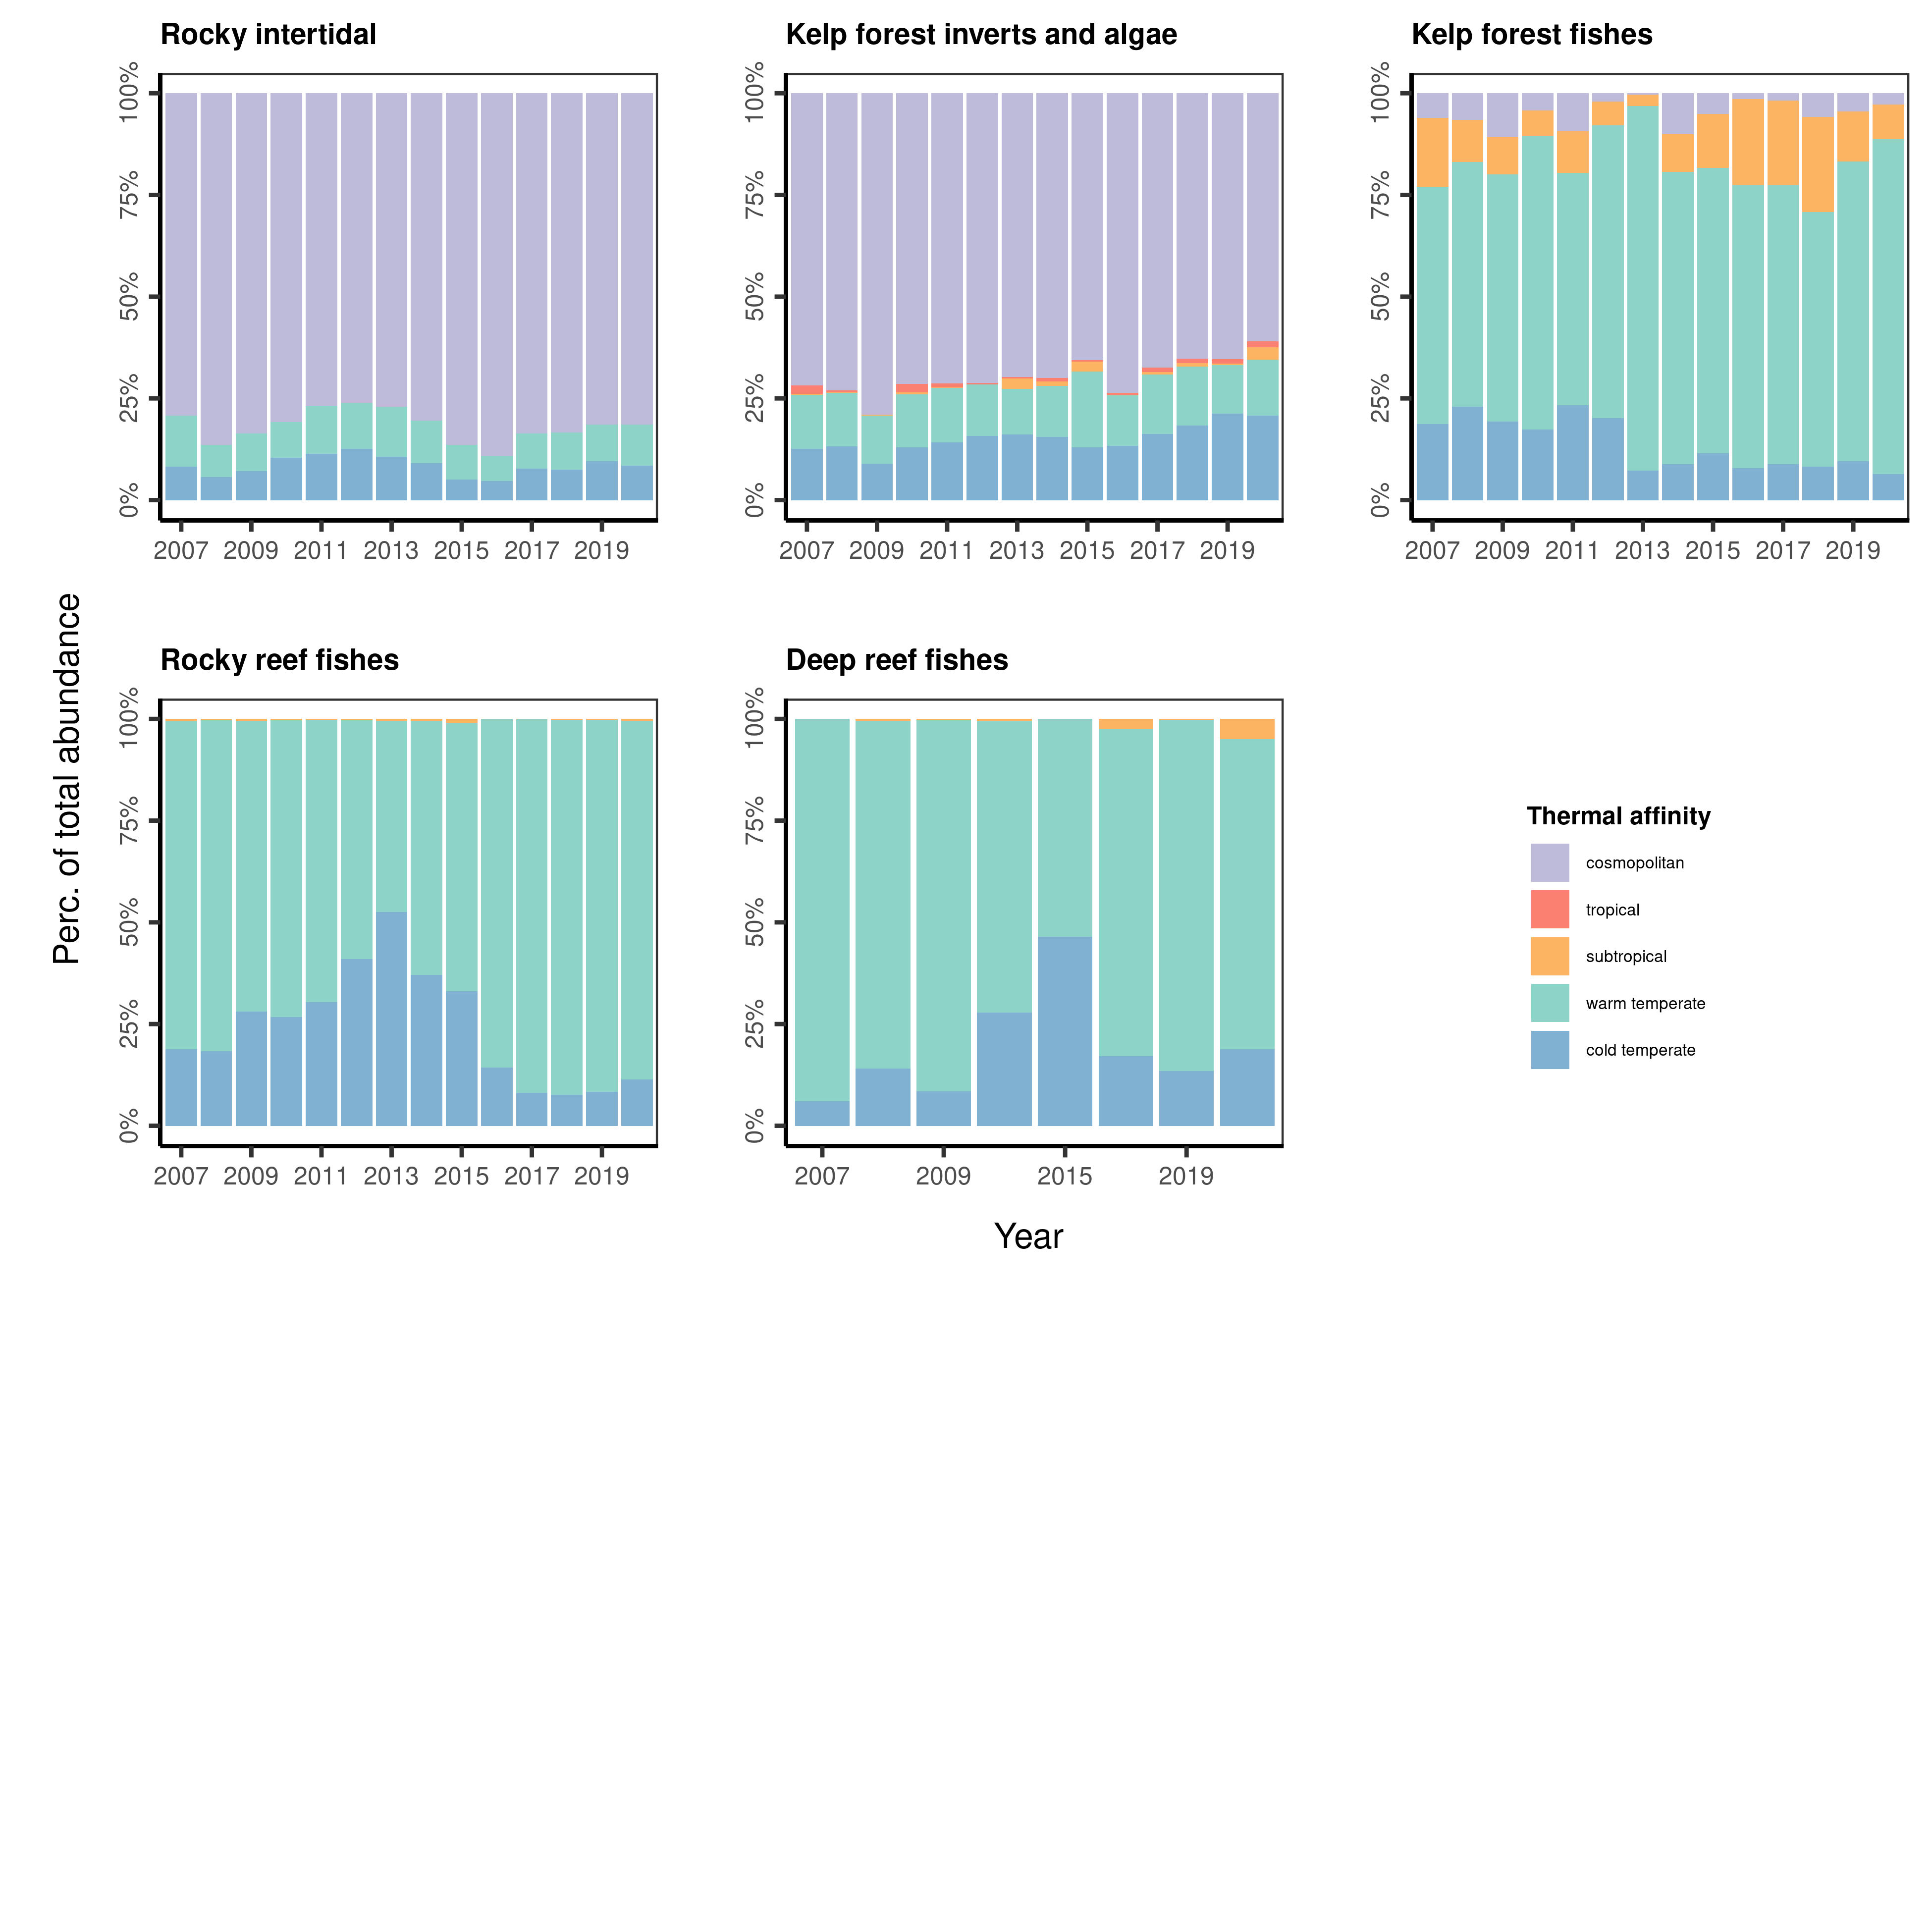 Rocky intertidal
100%
75%
50%
25%
0%
2007 2009 2011 2013 2015 2017 2019
Kelp forest inverts and algae
100%
75%
50%
25%
0%
2007 2009 2011 2013 2015 2017 2019
Kelp forest fishes
100%
75%
50%
25%
0%
2007 2009 2011 2013 2015 2017 2019
Perc. of total abundance
Rocky reef fishes
100%
75%
50%
25%
0%
2007 2009 2011 2013 2015 2017 2019
Deep reef fishes
100%
75%
50%
25%
0%
2007 2009 2015 2019
Thermal affinity
cosmopolitan
tropical
subtropical
warm temperate
cold temperate
Year